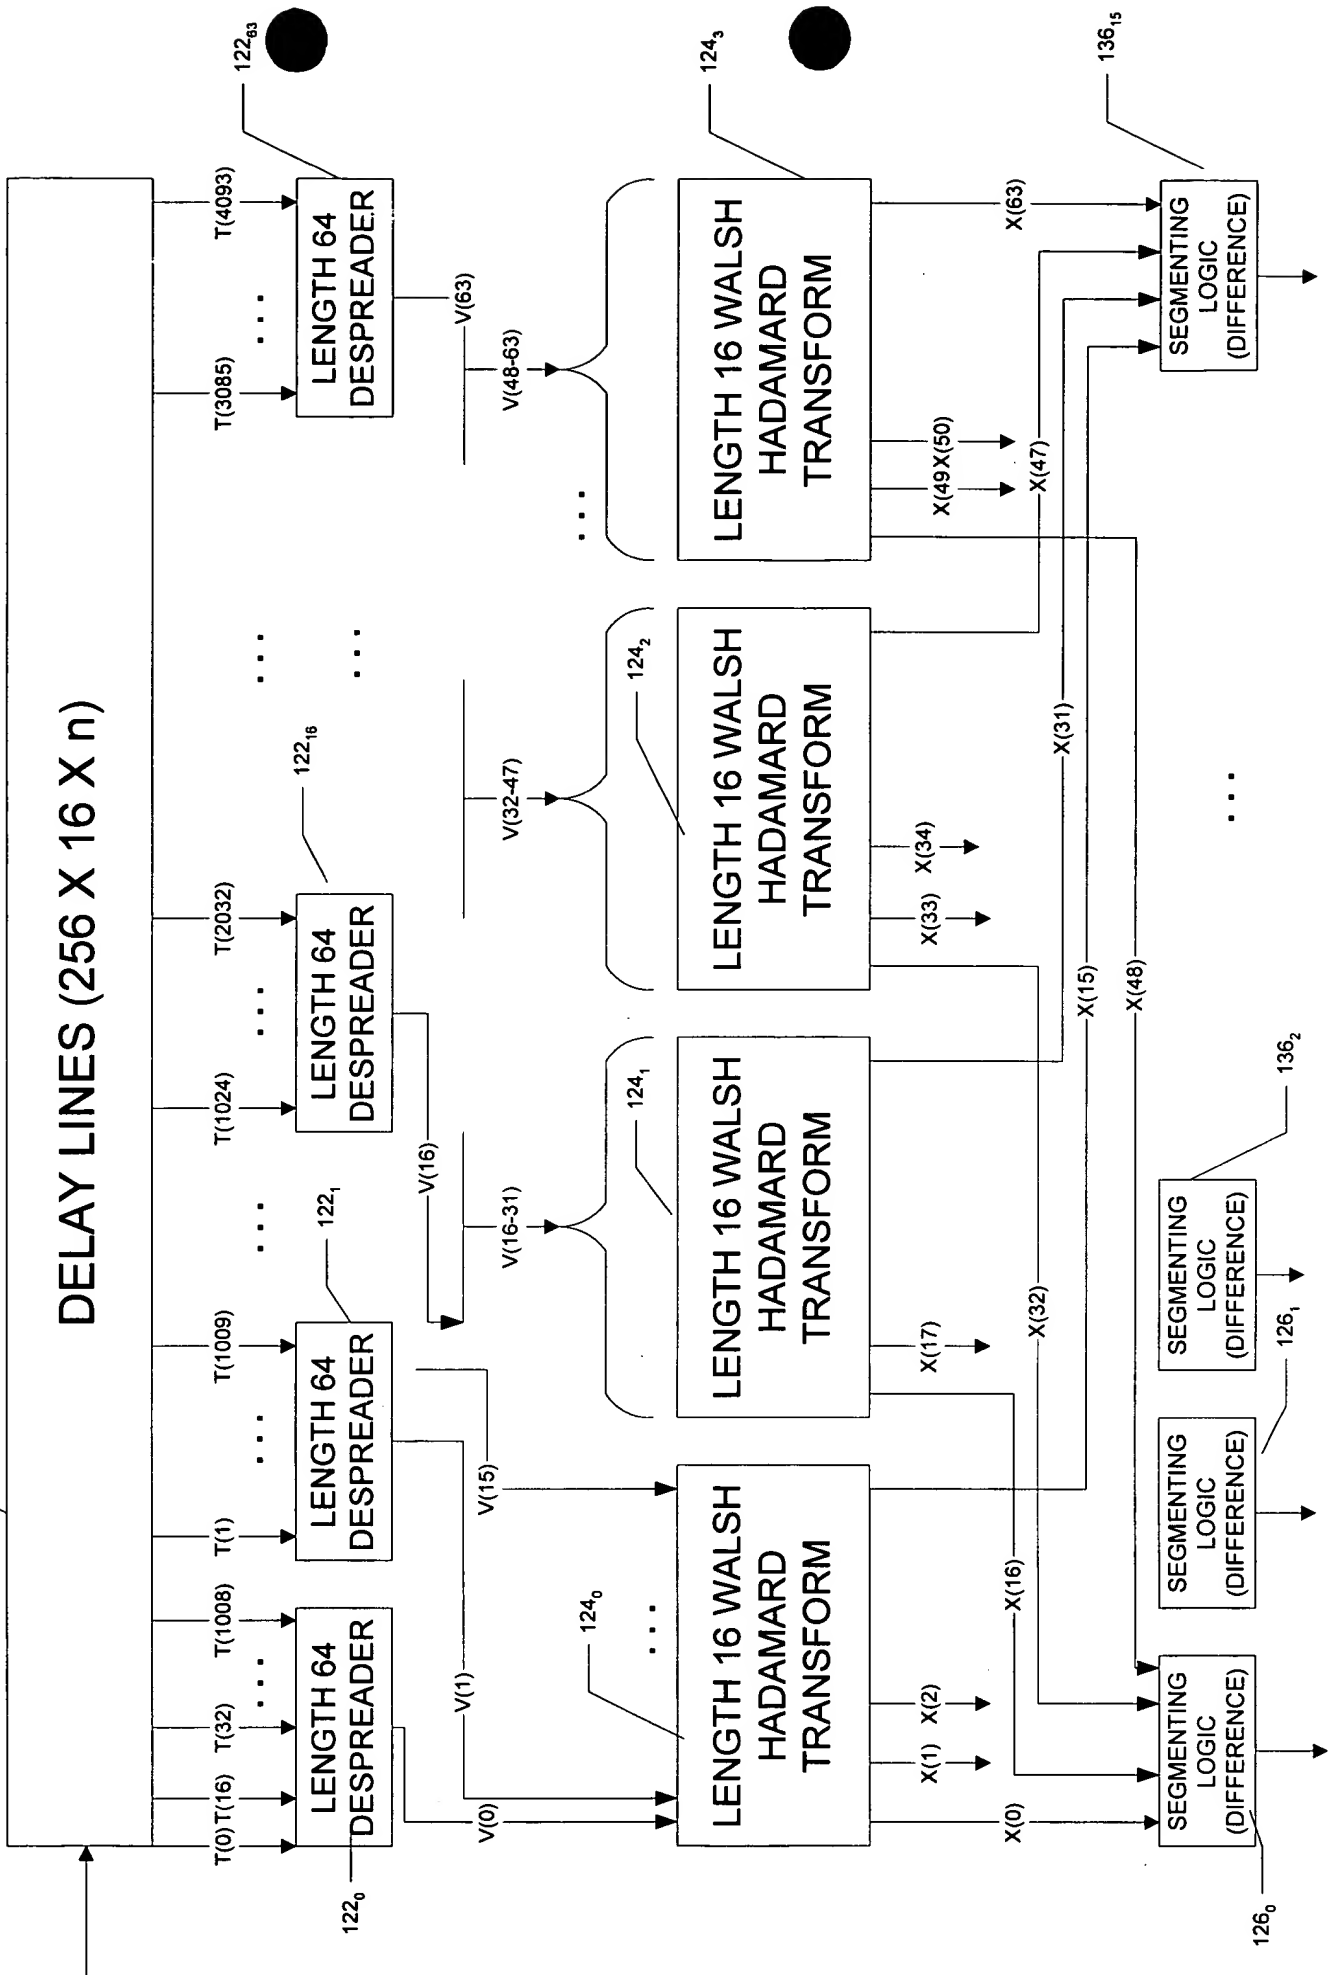 DELAY LINES (256 X 16 X n)
T(0)
T(16)
T(32)
• • •
T(1008)
T(1)
• • •
T(1009)
• • •
T(1024)
• • •
T(2032)
• • •
T(3085)
• • •
T(4093)
122₀
LENGTH 64
DESPREADER
122₁
LENGTH 64
DESPREADER
122₁₆
LENGTH 64
DESPREADER
• • •
122₆₃
LENGTH 64
DESPREADER
V(0)
V(1)
V(15)
V(16)
V(16-31)
V(32-47)
V(63)
V(48-63)
• • •
• • •
124₀
LENGTH 16 WALSH
HADAMARD
TRANSFORM
124₁
LENGTH 16 WALSH
HADAMARD
TRANSFORM
124₂
LENGTH 16 WALSH
HADAMARD
TRANSFORM
124₃
LENGTH 16 WALSH
HADAMARD
TRANSFORM
X(0)
X(1)
X(2)
X(16)
X(17)
X(32)
X(33)
X(34)
X(49)
X(50)
X(63)
X(47)
X(31)
X(15)
X(48)
126₀
SEGMENTING
LOGIC
(DIFFERENCE)
126₁
SEGMENTING
LOGIC
(DIFFERENCE)
136₂
SEGMENTING
LOGIC
(DIFFERENCE)
• • •
136₁₅
SEGMENTING
LOGIC
(DIFFERENCE)